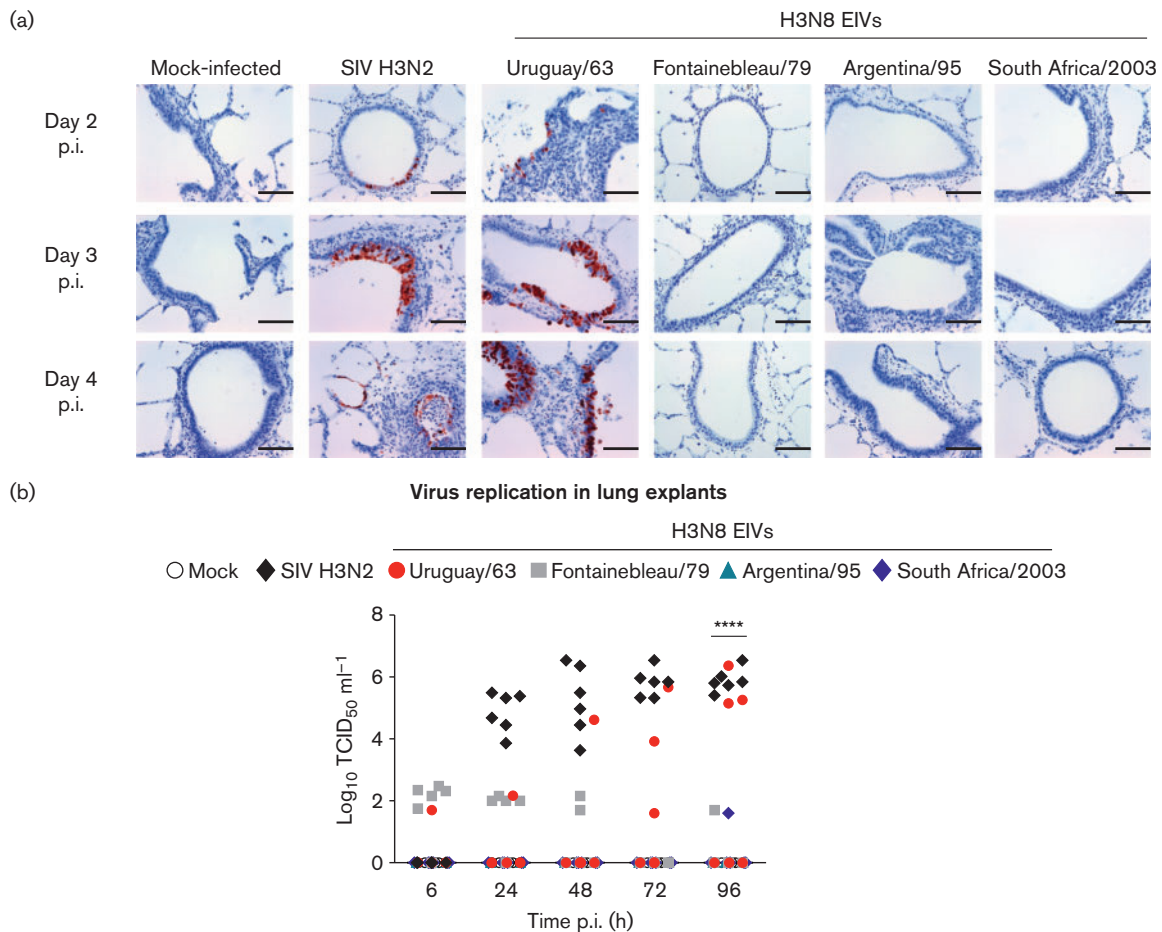 (a)
H3N8 EIVs
Mock-infected SIV H3N2 Uruguay/63 Fontainebleau/79 Argentina/95 South Africa/2003
Day 2
p.i.
Day 3
p.i.
Day 4
p.i.
(b)
Virus replication in lung explants
H3N8 EIVs
Mock SIV H3N2 Uruguay/63 Fontainebleau/79 Argentina/95 South Africa/2003
****
8
6
4
2
0
Log₁₀ TCID₅₀ ml⁻¹
6 24 48 72 96
Time p.i. (h)